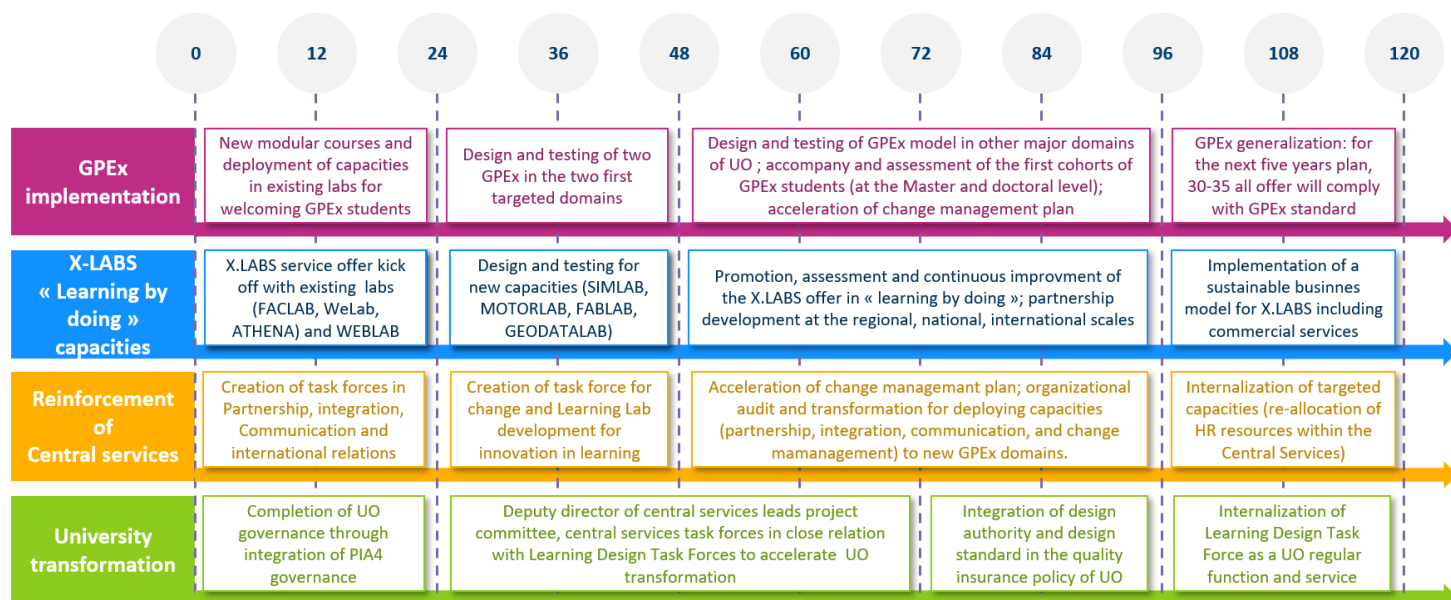 0
12
24
36
48
60
72
84
96
108
120
GPEx
implementation
New modular courses and
deployment of capacities
in existing labs for
welcoming GPEx students
Design and testing of two
GPEx in the two first
targeted domains
Design and testing of GPEx model in other major domains
of UO ; accompany and assessment of the first cohorts of
GPEx students (at the Master and doctoral level);
acceleration of change management plan
GPEx generalization: for
the next five years plan,
30-35 all offer will comply
with GPEx standard
X-LABS
« Learning by
doing »
capacities
X.LABS service offer kick
off with existing labs
(FACLAB, WeLab,
ATHENA) and WEBLAB
Design and testing for
new capacities (SIMLAB,
MOTORLAB, FABLAB,
GEODATALAB)
Promotion, assessment and continuous improvment of
the X.LABS offer in « learning by doing »; partnership
development at the regional, national, international scales
Implementation of a
sustainable businnes
model for X.LABS including
commercial services
Reinforcement
of
Central services
Creation of task forces in
Partnership, integration,
Communication and
international relations
Creation of task force for
change and Learning Lab
development for
innovation in learning
Acceleration of change managemant plan; organizational
audit and transformation for deploying capacities
(partnership, integration, communication, and change
mamanagement) to new GPEx domains.
Internalization of targeted
capacities (re-allocation of
HR resources within the
Central Services)
University
transformation
Completion of UO
governance through
integration of PIA4
governance
Deputy director of central services leads project
committee, central services task forces in close relation
with Learning Design Task Forces to accelerate UO
transformation
Integration of design
authority and design
standard in the quality
insurance policy of UO
Internalization of
Learning Design Task
Force as a UO regular
function and service